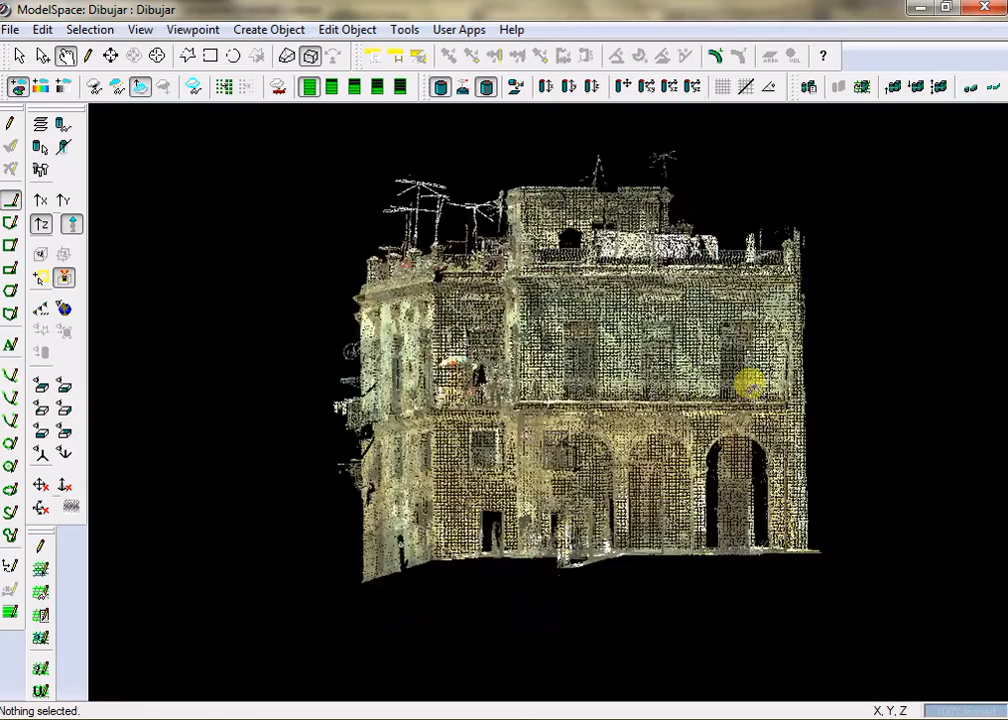 ModelSpace: Dibujar : Dibujar
File Edit Selection View Viewpoint Create Object Edit Object Tools User Apps Help
Nothing selected.
X, Y, Z